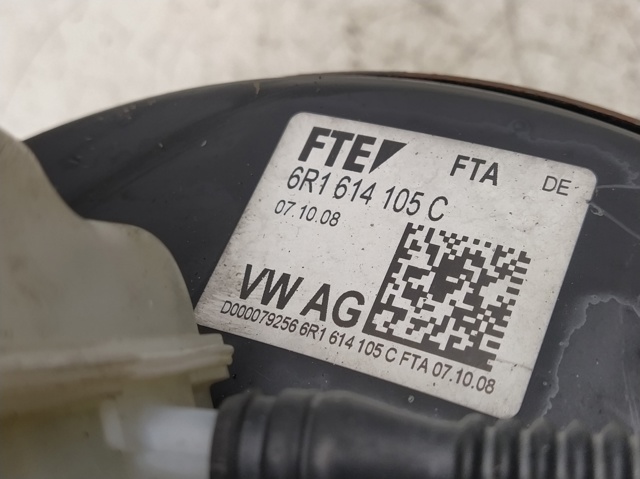 FTE FTA DE
6R1 614 105 C
07.10.08
VW AG
D000079256 6R1 614 105 C FTA 07.10.08